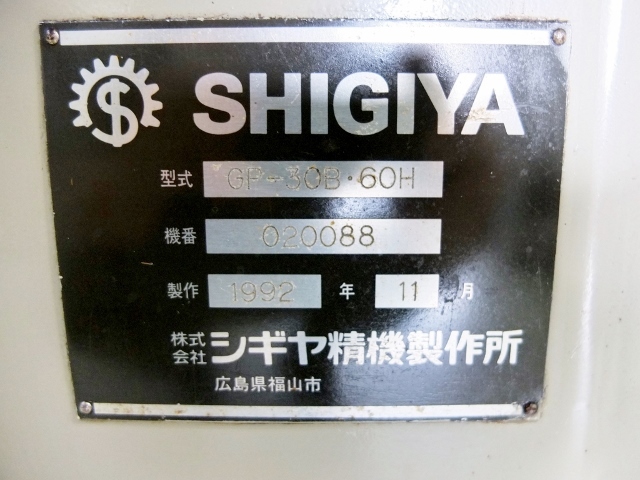 SHIGIYA
型式 GP-30B・60H
機番 020088
製作 1992 年 11 月
株式会社 シギヤ精機製作所
広島県福山市